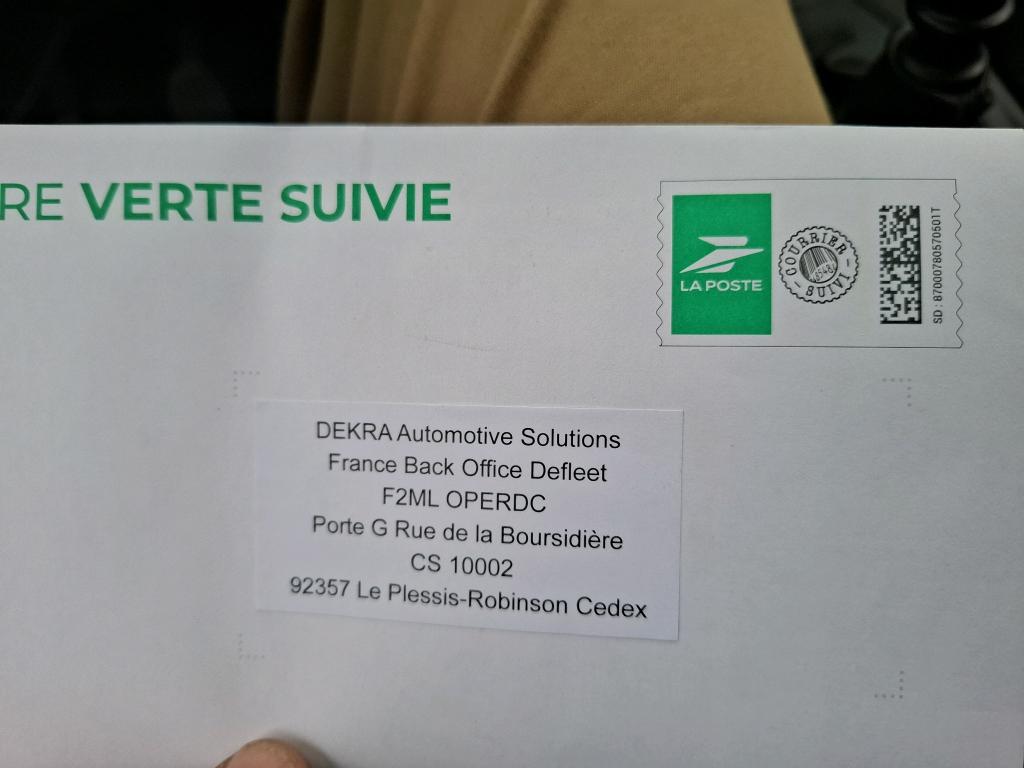 RE VERTE SUIVIE
LA POSTE
COURRIER
SUIVI
SD : 87000780570501T
DEKRA Automotive Solutions
France Back Office Defleet
F2ML OPERDC
Porte G Rue de la Boursidière
CS 10002
92357 Le Plessis-Robinson Cedex